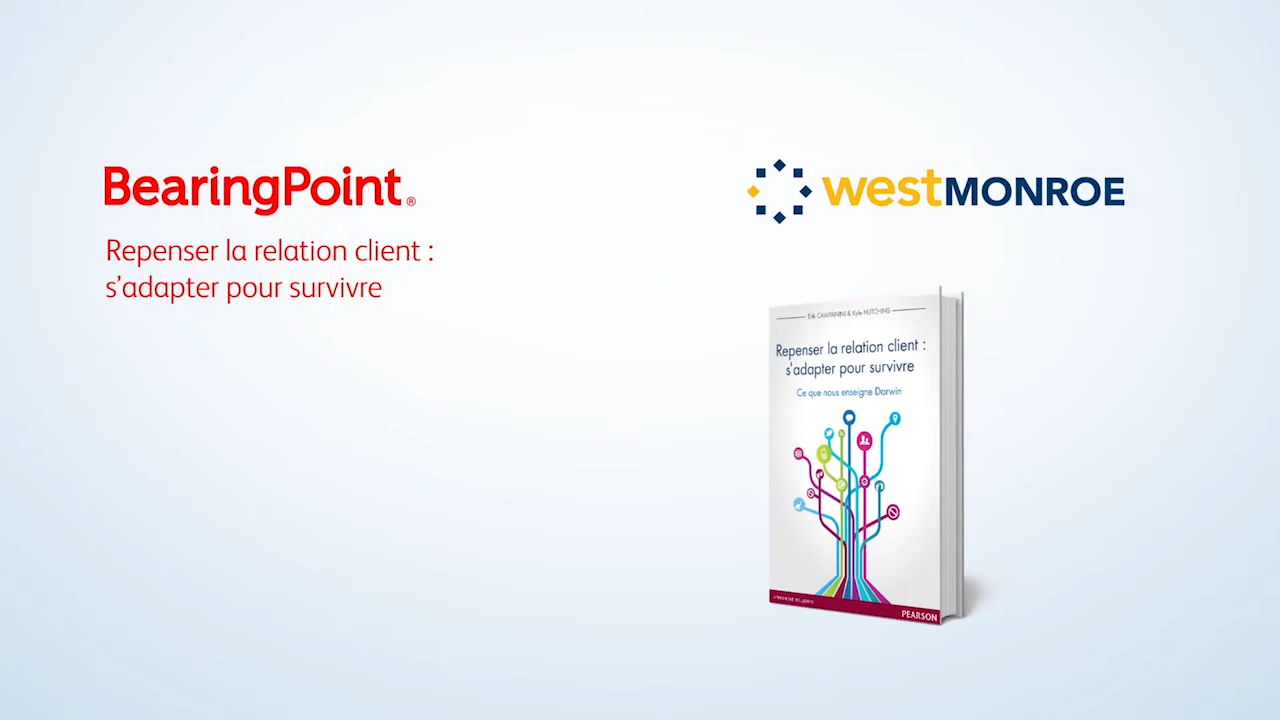 BearingPoint®
Repenser la relation client :
s'adapter pour survivre
westMONROE
Erik CAMPANINI & Kyle HUTCHINS
Repenser la relation client :
s'adapter pour survivre
Ce que nous enseigne Darwin
PEARSON